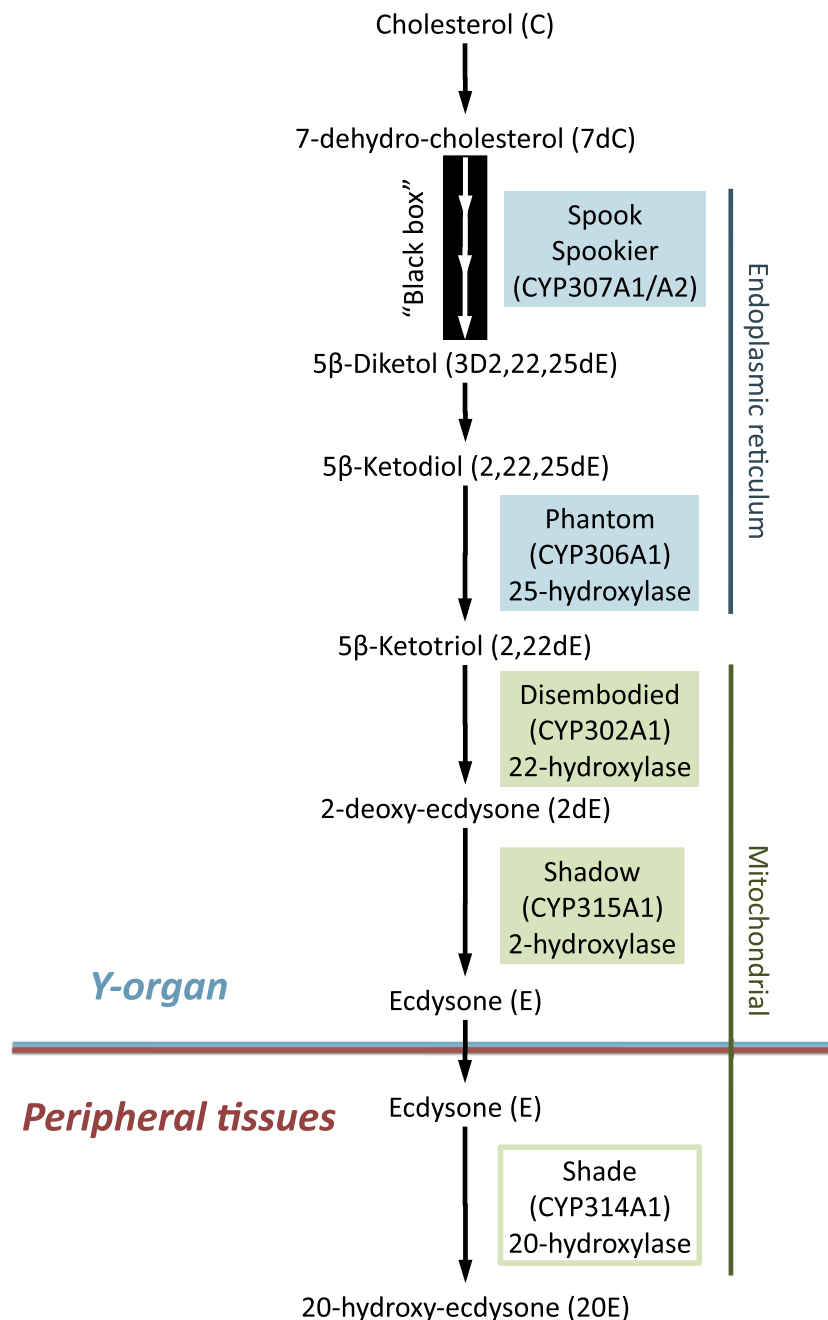 Cholesterol (C)
7-dehydro-cholesterol (7dC)
“Black box”
Spook
Spookier
(CYP307A1/A2)
Endoplasmic reticulum
5β-Diketol (3D2,22,25dE)
5β-Ketodiol (2,22,25dE)
Phantom
(CYP306A1)
25-hydroxylase
5β-Ketotriol (2,22dE)
Disembodied
(CYP302A1)
22-hydroxylase
2-deoxy-ecdysone (2dE)
Shadow
(CYP315A1)
2-hydroxylase
Mitochondrial
Y-organ
Ecdysone (E)
Peripheral tissues
Ecdysone (E)
Shade
(CYP314A1)
20-hydroxylase
20-hydroxy-ecdysone (20E)